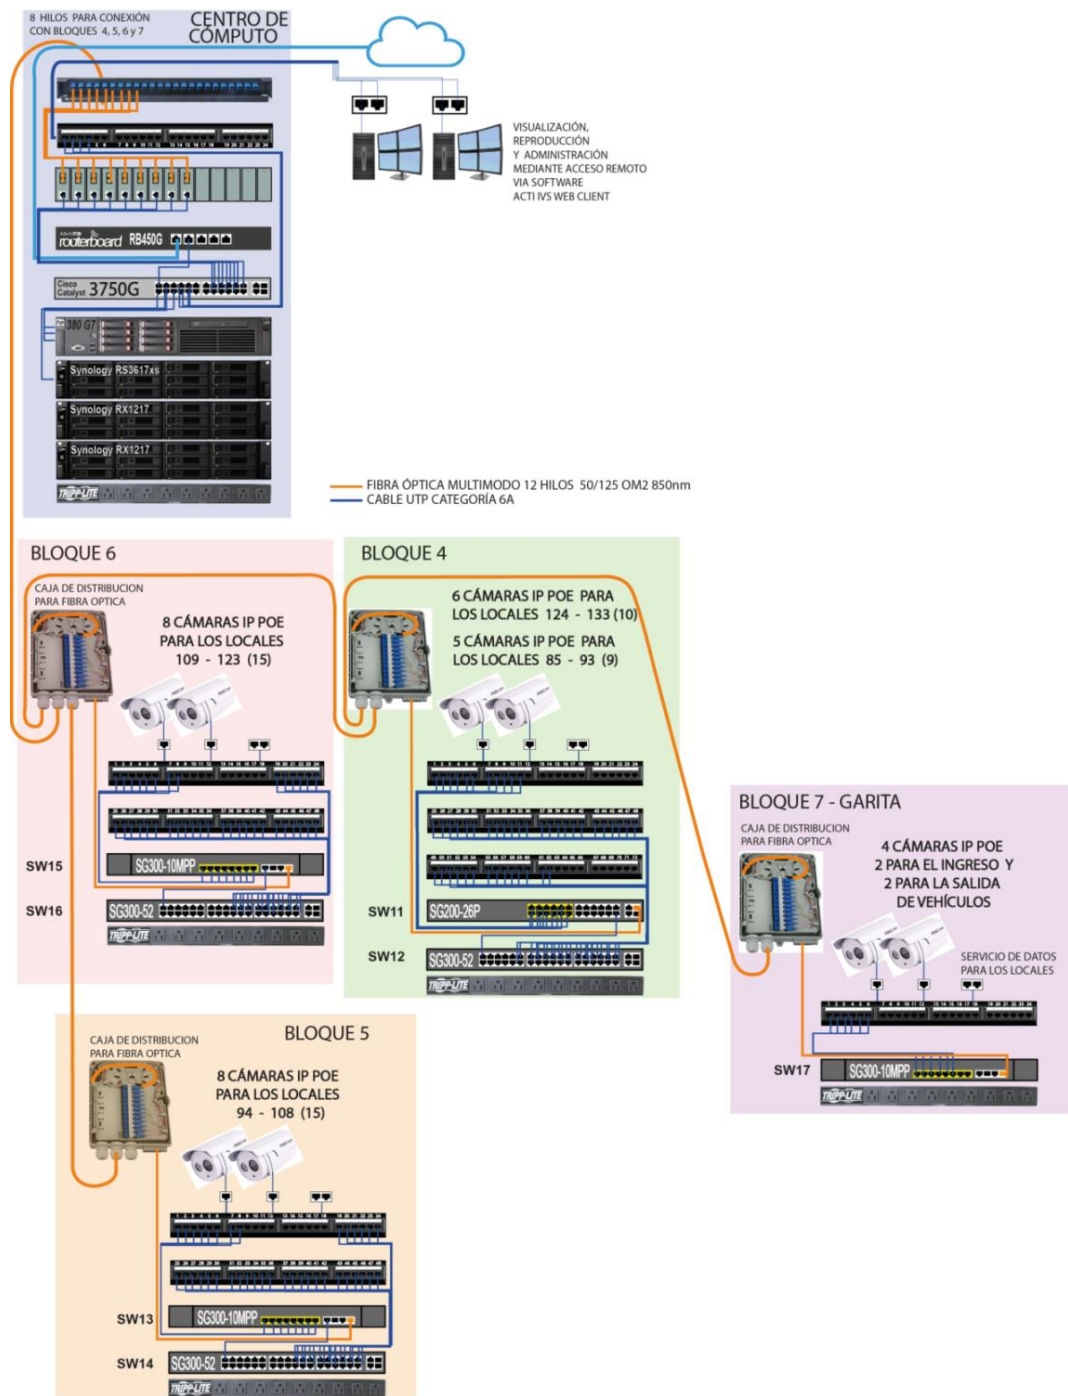 8 HILOS PARA CONEXIÓN
CON BLOQUES 4, 5, 6 y 7
CENTRO DE
CÓMPUTO
routerboard RB450G
Cisco
Catalyst 3750G
380 G7
Synology RS3617xs
Synology RX1217
Synology RX1217
TRIPP-LITE
VISUALIZACIÓN,
REPRODUCCIÓN
Y ADMINISTRACIÓN
MEDIANTE ACCESO REMOTO
VIA SOFTWARE
ACTI IVS WEB CLIENT
FIBRA ÓPTICA MULTIMODO 12 HILOS 50/125 OM2 850nm
CABLE UTP CATEGORÍA 6A
BLOQUE 6
CAJA DE DISTRIBUCION
PARA FIBRA OPTICA
8 CÁMARAS IP POE
PARA LOS LOCALES
109 - 123 (15)
SW15
SG300-10MPP
SW16
SG300-52
TRIPP-LITE
BLOQUE 4
6 CÁMARAS IP POE PARA
LOS LOCALES 124 - 133 (10)
5 CÁMARAS IP POE PARA
LOS LOCALES 85 - 93 (9)
SW11
SG200-26P
SW12
SG300-52
TRIPP-LITE
BLOQUE 7 - GARITA
CAJA DE DISTRIBUCION
PARA FIBRA OPTICA
4 CÁMARAS IP POE
2 PARA EL INGRESO Y
2 PARA LA SALIDA
DE VEHÍCULOS
SERVICIO DE DATOS
PARA LOS LOCALES
SW17
SG300-10MPP
TRIPP-LITE
BLOQUE 5
CAJA DE DISTRIBUCION
PARA FIBRA OPTICA
8 CÁMARAS IP POE
PARA LOS LOCALES
94 - 108 (15)
SW13
SG300-10MPP
SW14
SG300-52
TRIPP-LITE